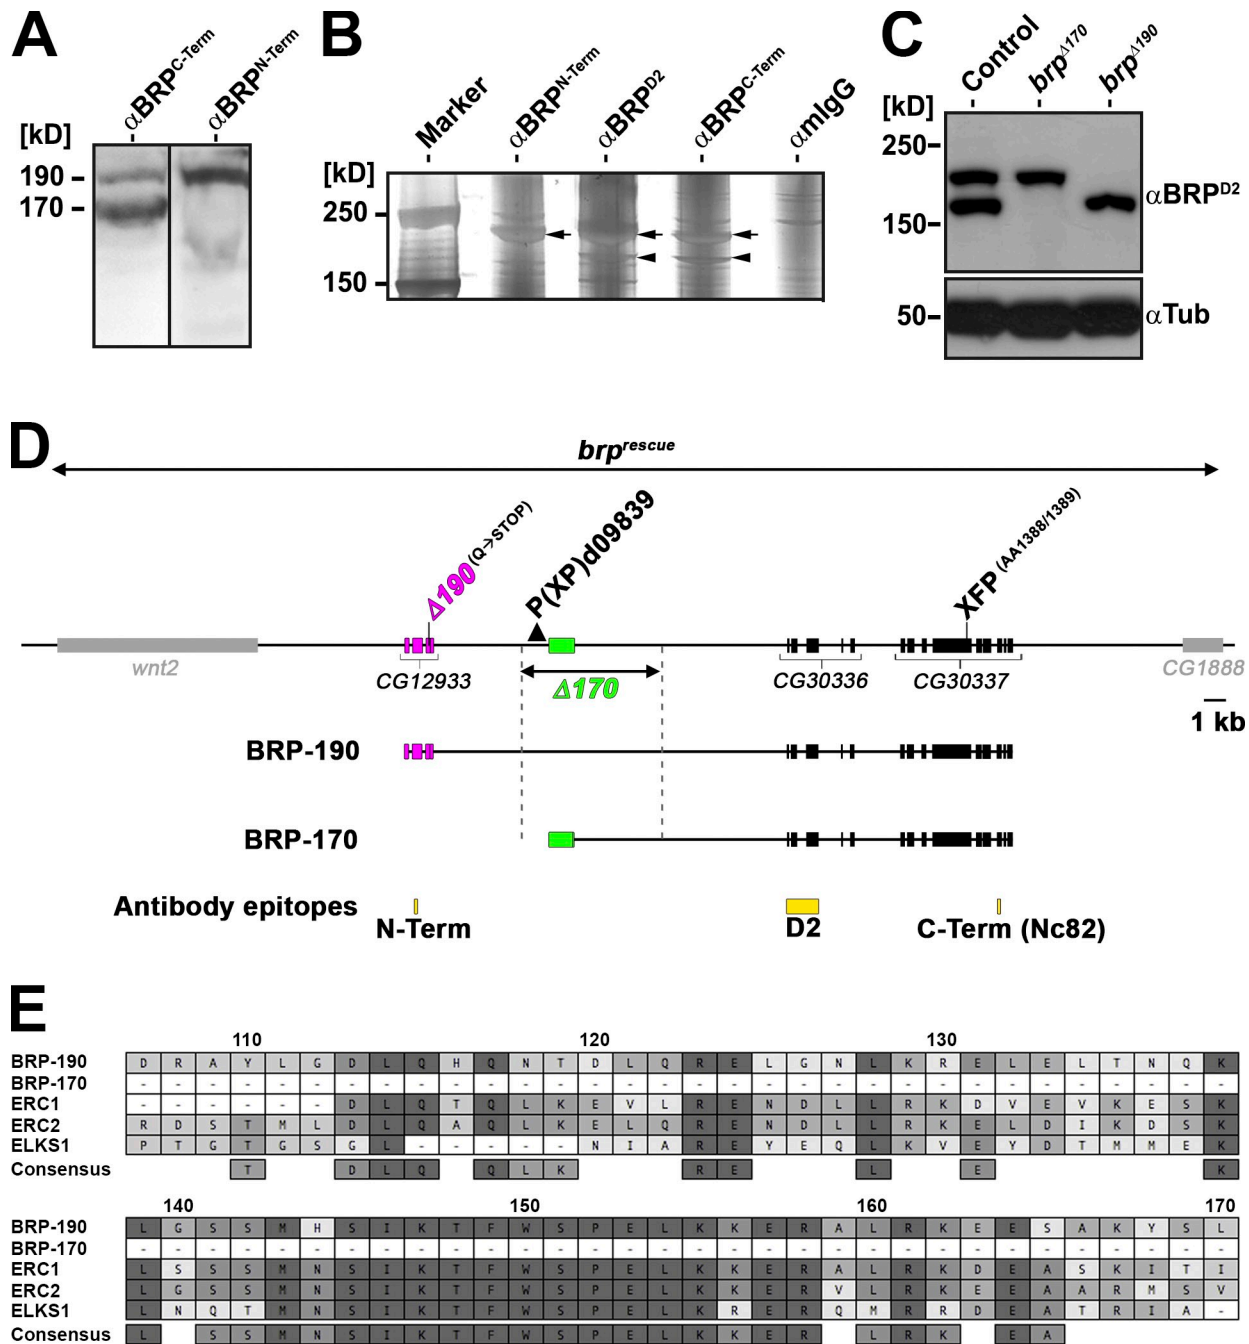 A
αBRP^C-Term
αBRP^N-Term
[kD]
190
170
B
Marker
αBRP^N-Term
αBRP^D2
αBRP^C-Term
αmIgG
[kD]
250
150
C
Control
brp^Δ170
brp^Δ190
[kD]
250
150
αBRP^D2
50
αTub
D
brp^rescue
Δ190 (Q→STOP)
P(XP)d09839
XFP (AA1388/1389)
wnt2
CG12933
Δ170
CG30336
CG30337
CG1888
1 kb
BRP-190
BRP-170
Antibody epitopes
N-Term
D2
C-Term (Nc82)
E
110 120 130
BRP-190 D R A Y L G D L Q H Q N T D L Q R E L G N L K R E L E L T N Q K
BRP-170 - - - - - - - - - - - - - - - - - - - - - - - - - - - - - - - -
ERC1 - - - - - - D L Q T Q L K E V L R E N D L L R K D V E V K E S K
ERC2 R D S T M L D L Q A Q L K E L Q R E N D L L R K E L D I K D S K
ELKS1 P T G T G S G L - - - - - N I A R E Y E Q L K V E Y D T M M E K
Consensus T D L Q Q L K R E L E K
140 150 160 170
BRP-190 L G S S M H S I K T F W S P E L K K E R A L R K E E S A K Y S L
BRP-170 - - - - - - - - - - - - - - - - - - - - - - - - - - - - - - - -
ERC1 L S S S M N S I K T F W S P E L K K E R A L R K D E A S K I T I
ERC2 L G S S M N S I K T F W S P E L K K E R V L R K E E A A R M S V
ELKS1 L N Q T M N S I K T F W S P E L K R E R Q M R R D E A T R I A -
Consensus L S S M N S I K T F W S P E L K K E R L R K E A